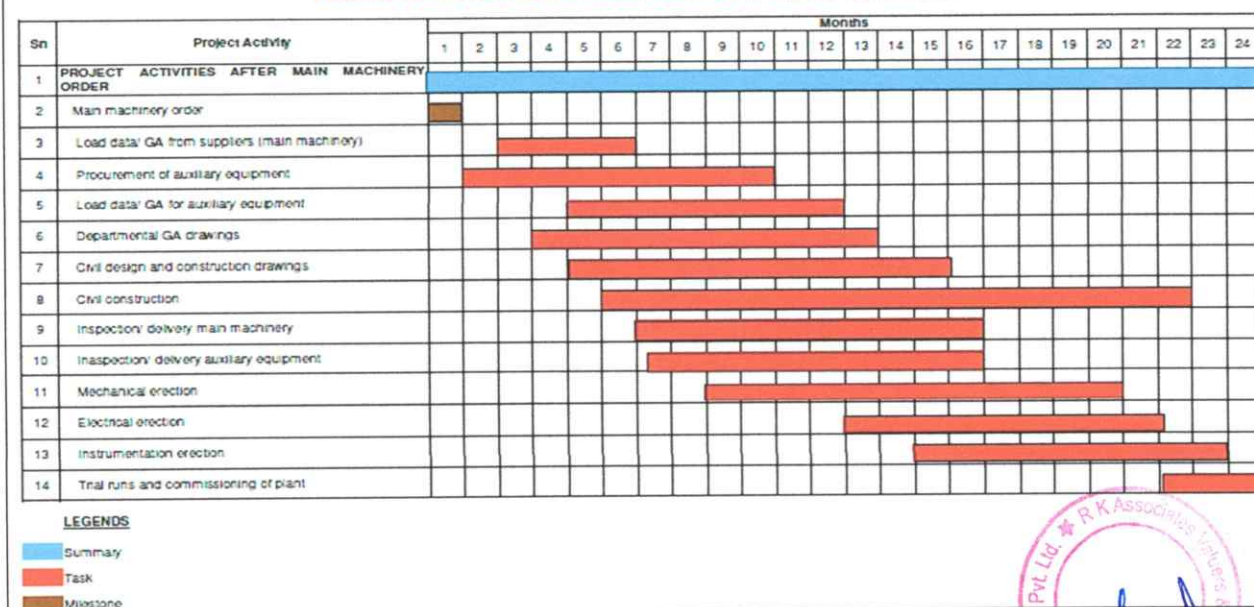 Months
Sn Project Activity 1 2 3 4 5 6 7 8 9 10 11 12 13 14 15 16 17 18 19 20 21 22 23 24
1 PROJECT ACTIVITIES AFTER MAIN MACHINERY
ORDER
2 Main machinery order
3 Load data/ GA from suppliers (main machinery)
4 Procurement of auxiliary equipment
5 Load data/ GA for auxiliary equipment
6 Departmental GA drawings
7 Civil design and construction drawings
8 Civil construction
9 Inspection/ delivery main machinery
10 Inaspection/ delivery auxiliary equipment
11 Mechanical erection
12 Electrical erection
13 Instrumentation erection
14 Trial runs and commissioning of plant
LEGENDS
Summary
Task
Milestone
Pvt. Ltd. R K Associates Valuers &